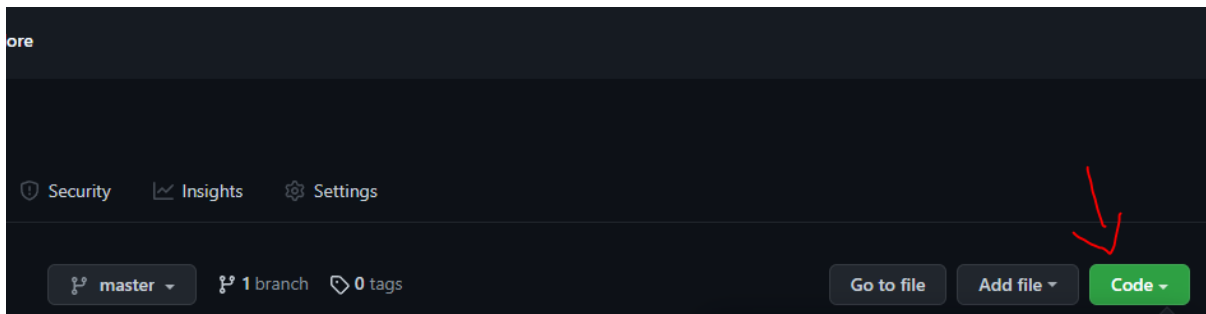 ore
Security Insights Settings
master 1 branch 0 tags Go to file Add file Code